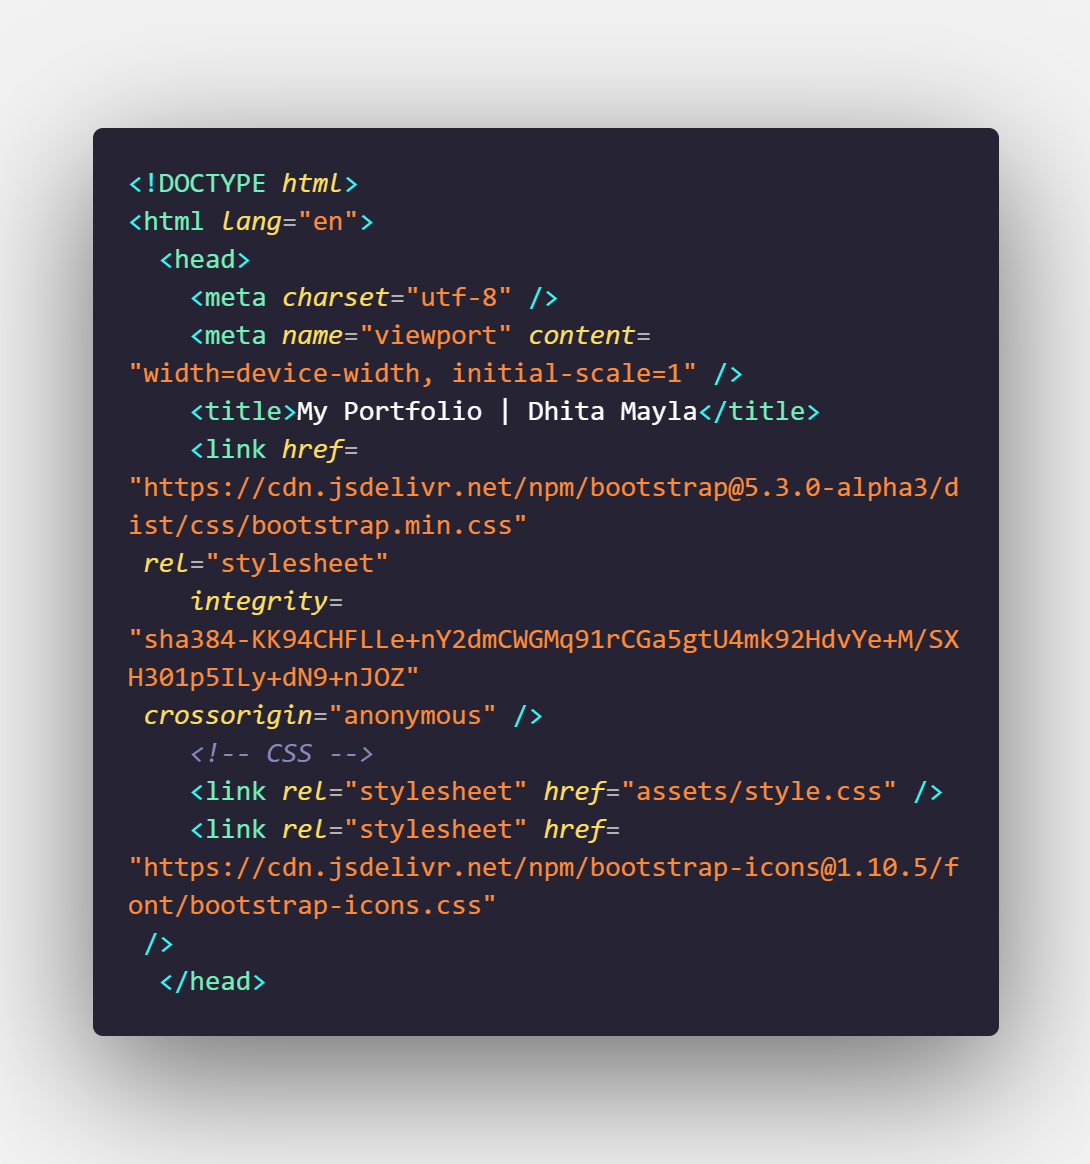 <!DOCTYPE html>
<html lang="en">
  <head>
    <meta charset="utf-8" />
    <meta name="viewport" content=
"width=device-width, initial-scale=1" />
    <title>My Portfolio | Dhita Mayla</title>
    <link href=
"https://cdn.jsdelivr.net/npm/bootstrap@5.3.0-alpha3/d
ist/css/bootstrap.min.css"
 rel="stylesheet"
    integrity=
"sha384-KK94CHFLLe+nY2dmCWGMq91rCGa5gtU4mk92HdvYe+M/SX
H301p5ILy+dN9+nJOZ"
 crossorigin="anonymous" />
    <!-- CSS -->
    <link rel="stylesheet" href="assets/style.css" />
    <link rel="stylesheet" href=
"https://cdn.jsdelivr.net/npm/bootstrap-icons@1.10.5/f
ont/bootstrap-icons.css"
 />
  </head>